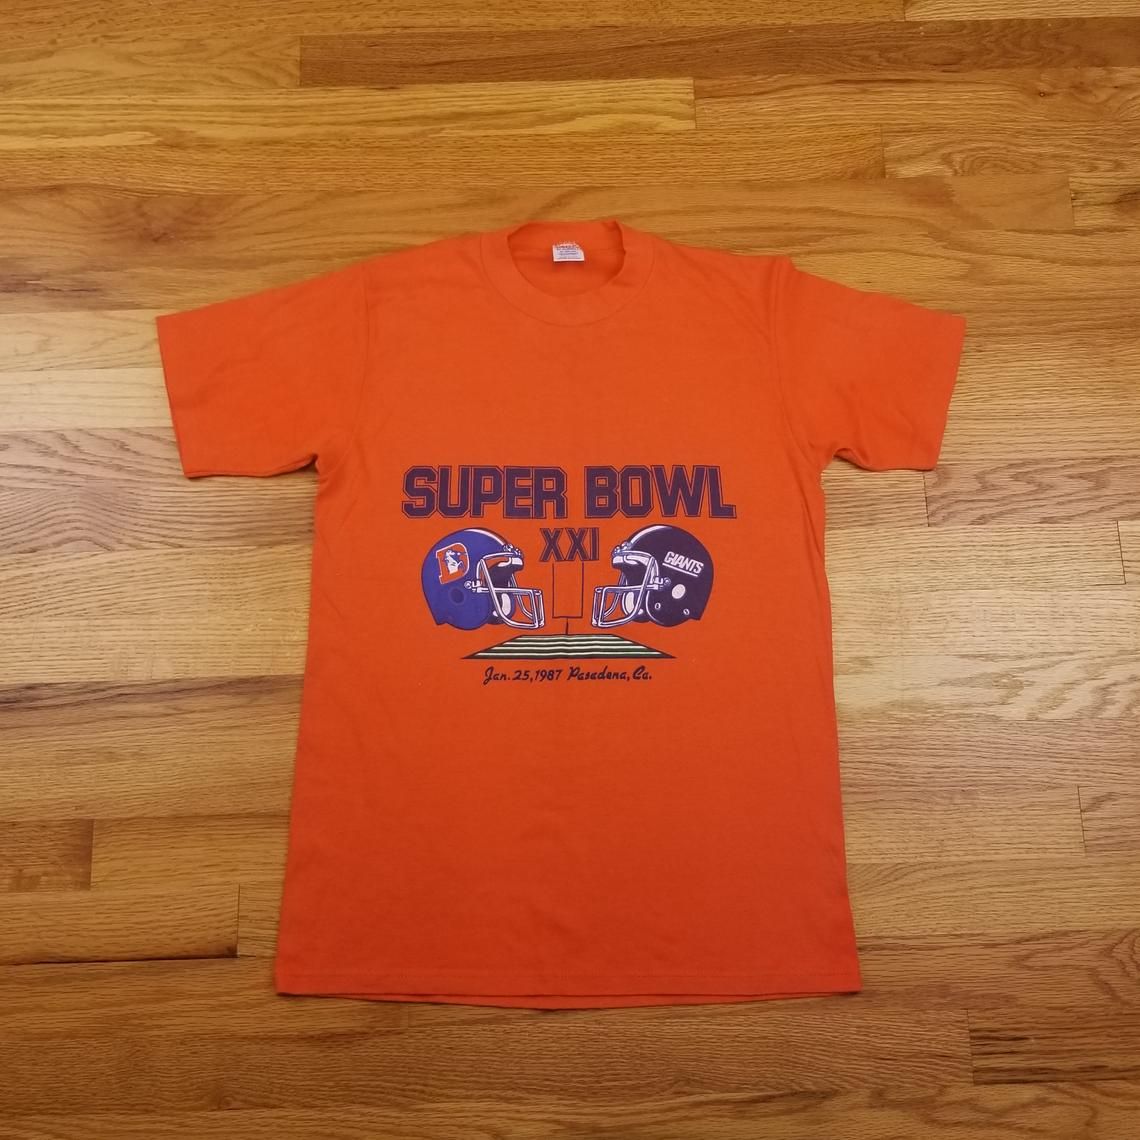 SUPER BOWL
XXI
GIANTS
Jan. 25, 1987 Pasadena, Ca.